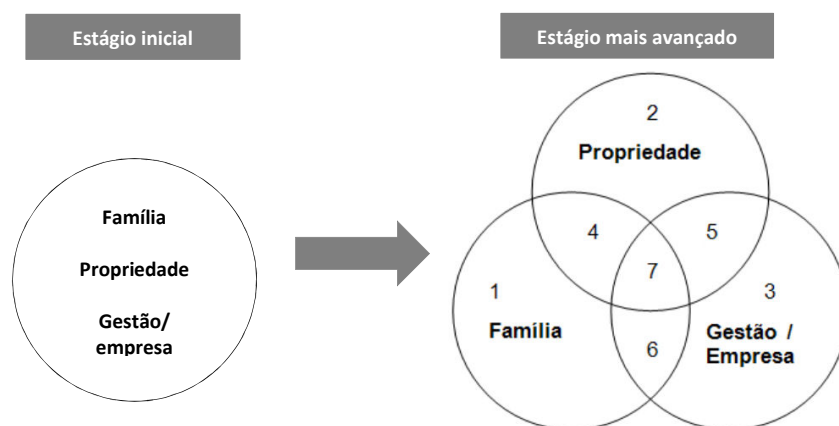 Estágio inicial
Estágio mais avançado
Família
Propriedade
Gestão/
empresa
2
Propriedade
4
5
7
1
Família
3
Gestão /
Empresa
6